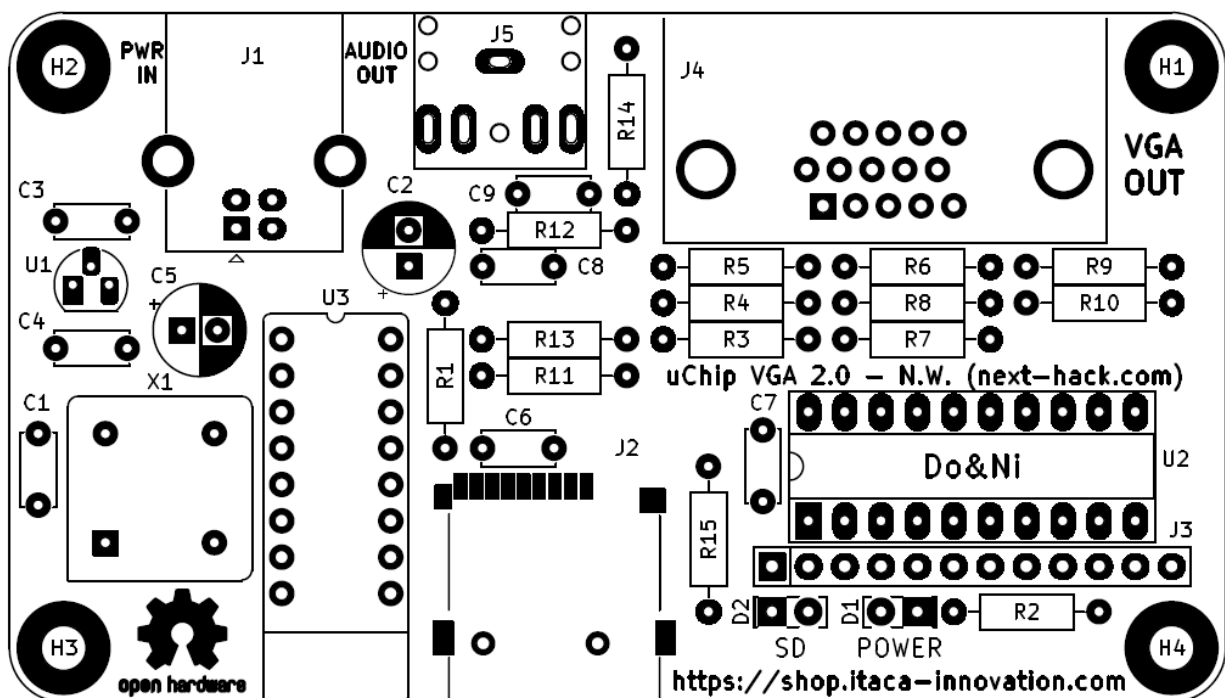 H2
PWR
IN
J1
AUDIO
OUT
J5
R14
J4
H1
VGA
OUT
C3
C2
C9
R12
U1
C5
+
+
C8
R5
R6
R9
U3
R4
R8
R10
C4
R13
R3
R7
X1
R1
R11
uChip VGA 2.0 – N.W. (next-hack.com)
C1
C6
J2
C7
Do&Ni
U2
R15
J3
D2
D1
R2
H3
SD
POWER
H4
open hardware
https://shop.itaca-innovation.com